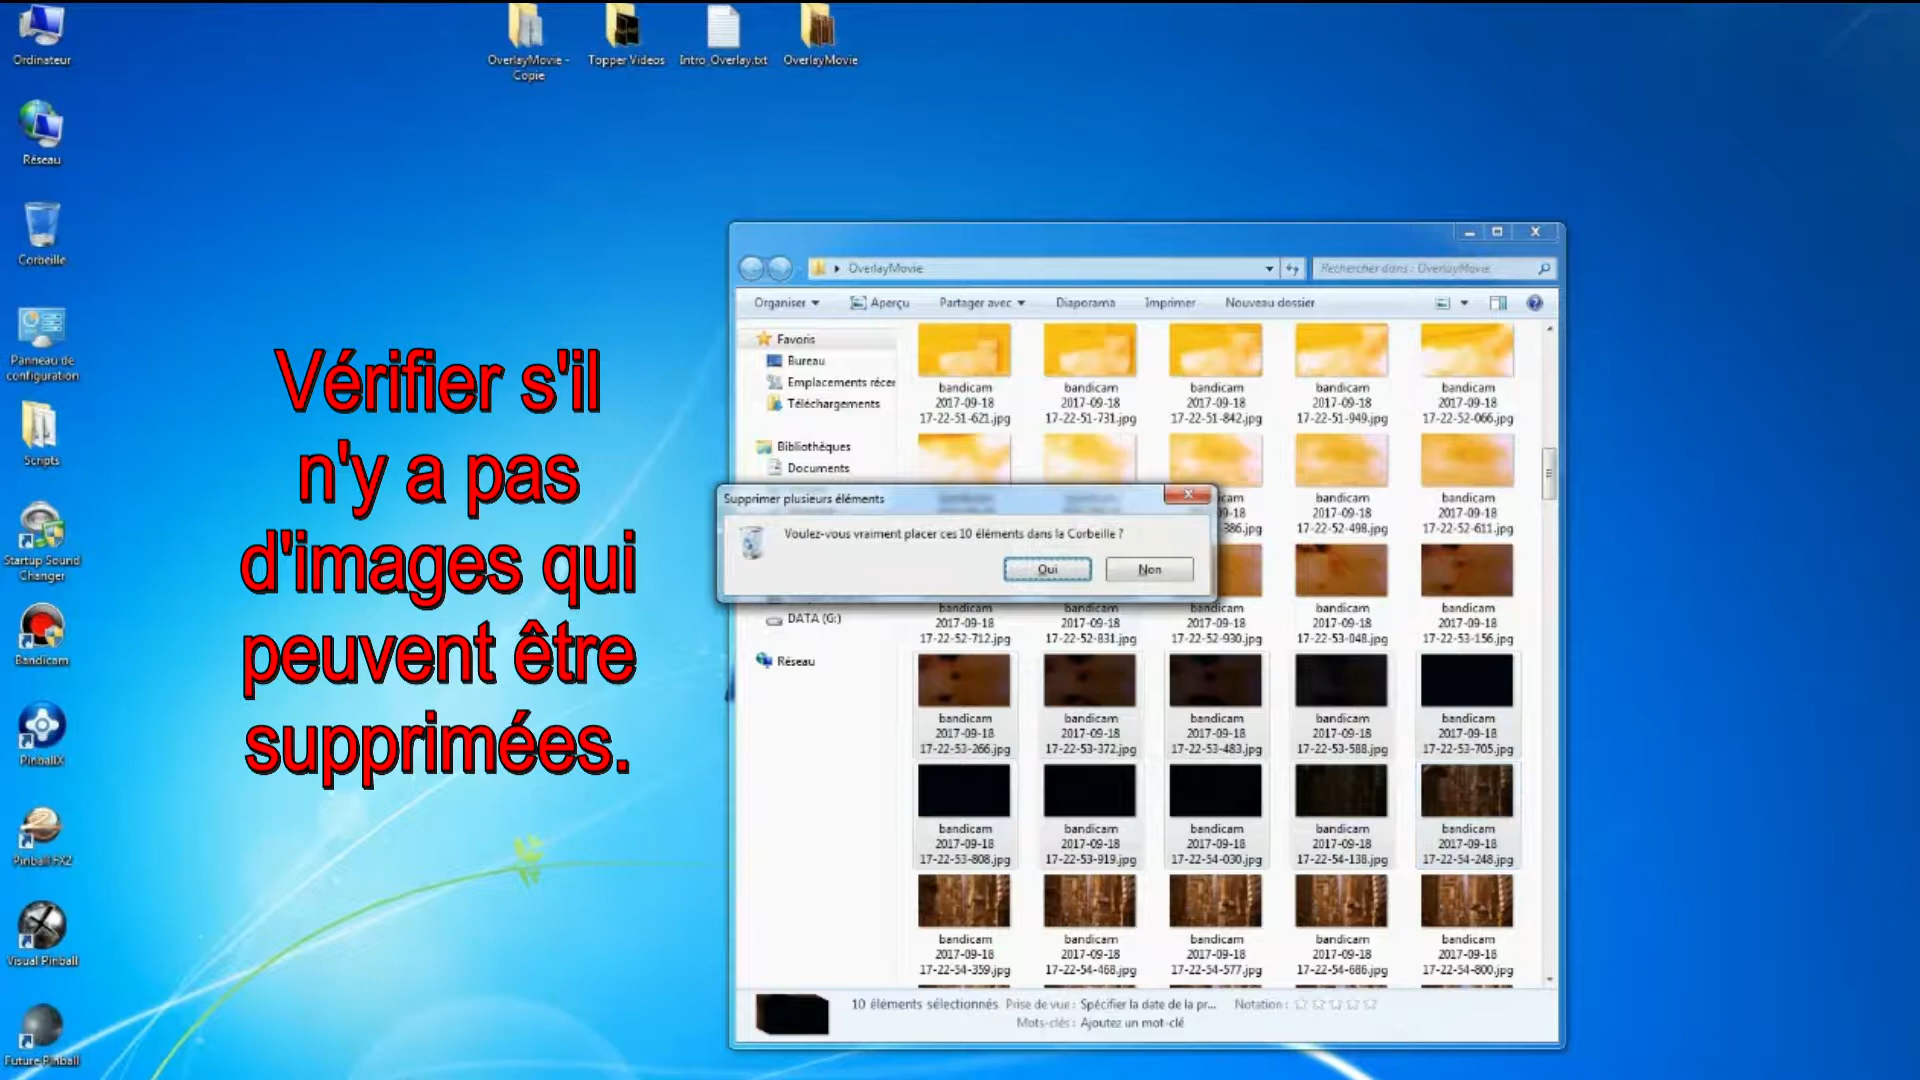 Ordinateur
OverlayMovie -
Copie
Topper Videos
Intro_Overlay.txt
OverlayMovie
Réseau
Corbeille
Panneau de
configuration
Scripts
Startup Sound
Changer
Bandicam
PinballX
Pinball FX2
Visual Pinball
Future Pinball
Vérifier s'il
n'y a pas
d'images qui
peuvent être
supprimées.
OverlayMovie
Rechercher dans : OverlayMovie
Organiser
Aperçu
Partager avec
Diaporama
Imprimer
Nouveau dossier
Favoris
Bureau
Emplacements récer
Téléchargements
Bibliothèques
Documents
DATA (G:)
Réseau
bandicam
2017-09-18
17-22-51-621.jpg
bandicam
2017-09-18
17-22-51-731.jpg
bandicam
2017-09-18
17-22-51-842.jpg
bandicam
2017-09-18
17-22-51-949.jpg
bandicam
2017-09-18
17-22-52-066.jpg
icam
9-18
386.jpg
bandicam
2017-09-18
17-22-52-498.jpg
bandicam
2017-09-18
17-22-52-611.jpg
Supprimer plusieurs éléments
Voulez-vous vraiment placer ces 10 éléments dans la Corbeille ?
Oui
Non
bandicam
2017-09-18
17-22-52-712.jpg
bandicam
2017-09-18
17-22-52-831.jpg
bandicam
2017-09-18
17-22-52-930.jpg
bandicam
2017-09-18
17-22-53-048.jpg
bandicam
2017-09-18
17-22-53-156.jpg
bandicam
2017-09-18
17-22-53-266.jpg
bandicam
2017-09-18
17-22-53-372.jpg
bandicam
2017-09-18
17-22-53-483.jpg
bandicam
2017-09-18
17-22-53-588.jpg
bandicam
2017-09-18
17-22-53-705.jpg
bandicam
2017-09-18
17-22-53-808.jpg
bandicam
2017-09-18
17-22-53-919.jpg
bandicam
2017-09-18
17-22-54-030.jpg
bandicam
2017-09-18
17-22-54-138.jpg
bandicam
2017-09-18
17-22-54-248.jpg
bandicam
2017-09-18
17-22-54-359.jpg
bandicam
2017-09-18
17-22-54-468.jpg
bandicam
2017-09-18
17-22-54-577.jpg
bandicam
2017-09-18
17-22-54-686.jpg
bandicam
2017-09-18
17-22-54-800.jpg
10 éléments sélectionnés
Prise de vue : Spécifier la date de la pr...
Notation :
Mots-clés : Ajoutez un mot-clé